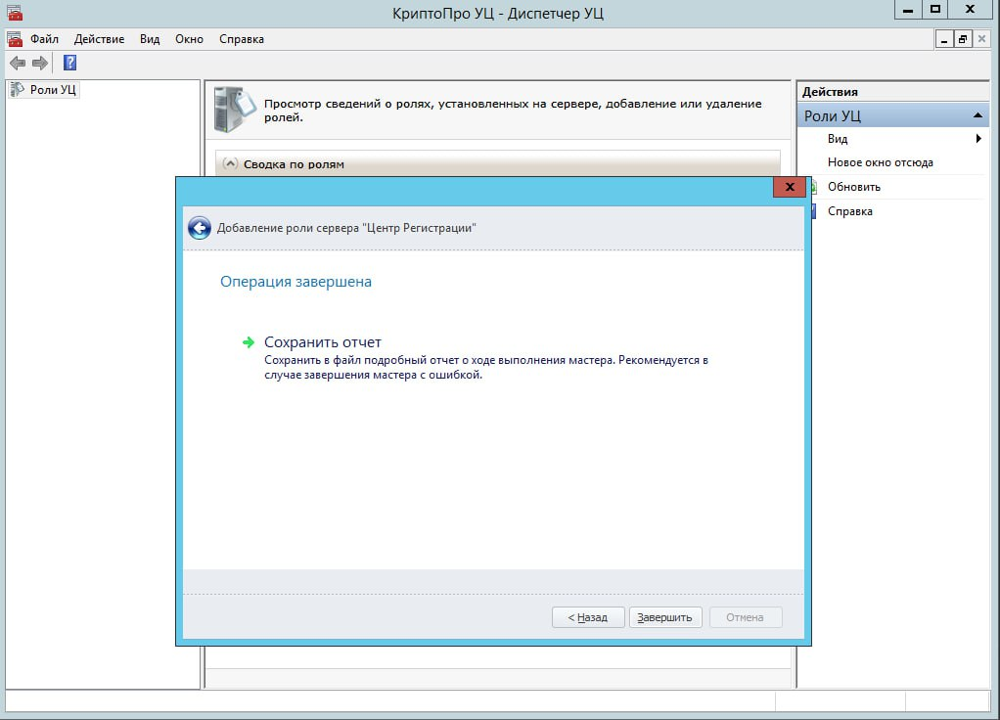 КриптоПро УЦ - Диспетчер УЦ
Файл Действие Вид Окно Справка
Роли УЦ
Просмотр сведений о ролях, установленных на сервере, добавление или удаление
ролей.
Сводка по ролям
Действия
Роли УЦ
Вид
Новое окно отсюда
Обновить
Справка
Добавление роли сервера "Центр Регистрации"
Операция завершена
Сохранить отчет
Сохранить в файл подробный отчет о ходе выполнения мастера. Рекомендуется в
случае завершения мастера с ошибкой.
< Назад Завершить Отмена